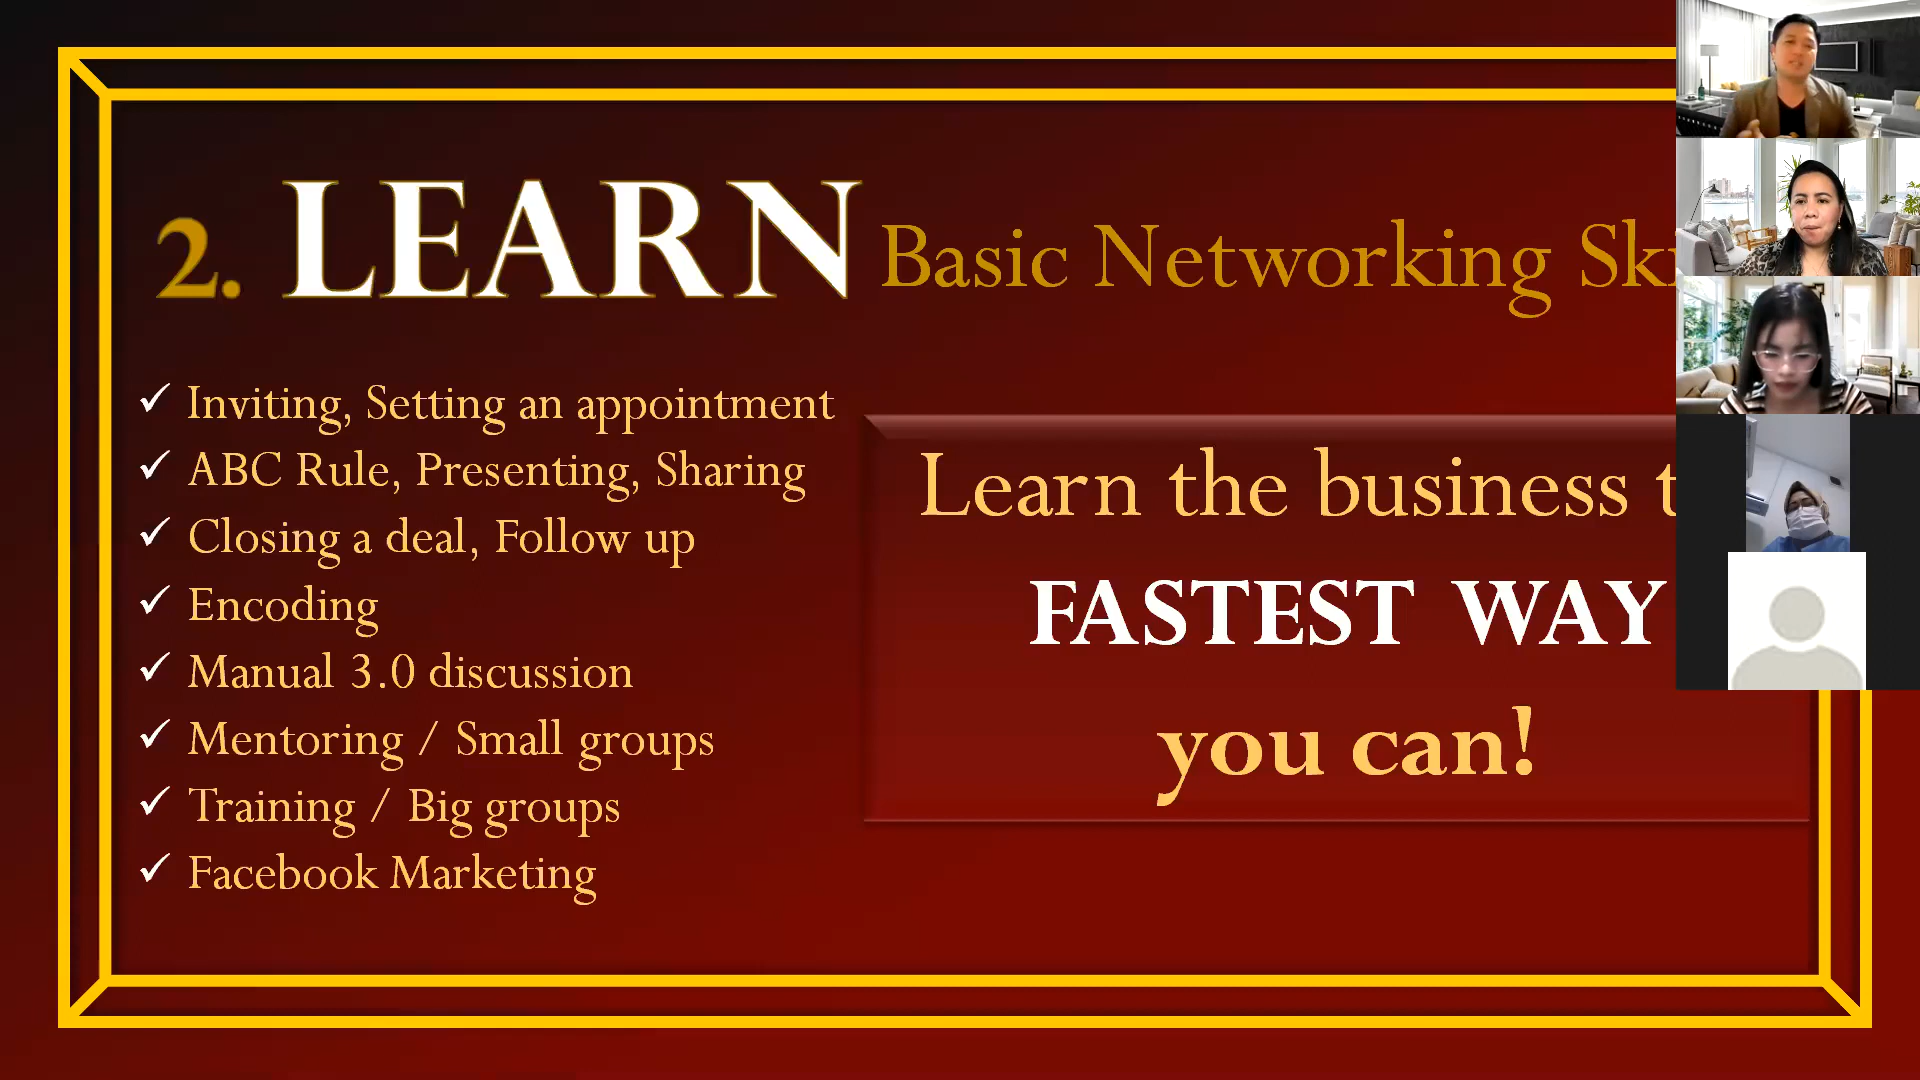 2. LEARN Basic Networking
Inviting, Setting an appointment
ABC Rule, Presenting, Sharing
Closing a deal, Follow up
Encoding
Manual 3.0 discussion
Mentoring / Small groups
Training / Big groups
Facebook Marketing
Learn the business
FASTEST WAY
you can!